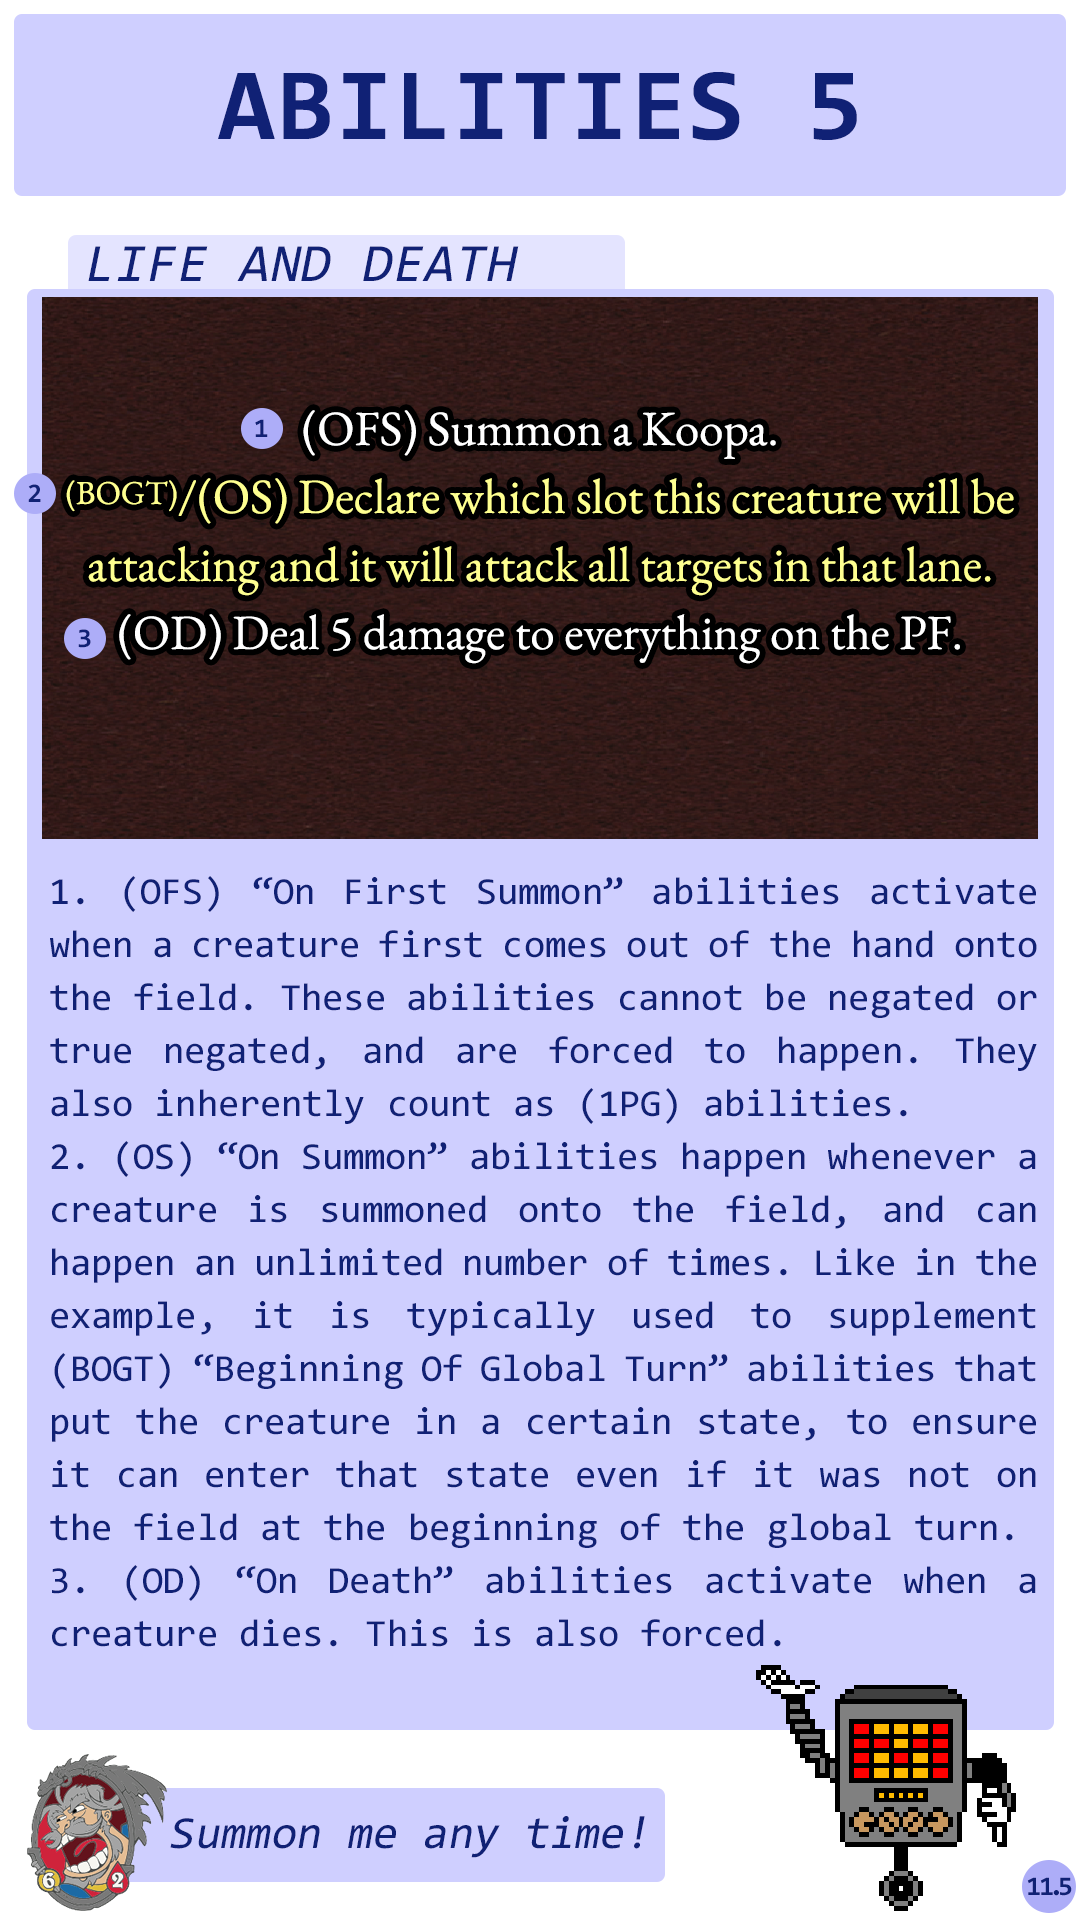 ABILITIES 5
LIFE AND DEATH
1 (OFS) Summon a Koopa.
2 (BOGT)/(OS) Declare which slot this creature will be
attacking and it will attack all targets in that lane.
3 (OD) Deal 5 damage to everything on the PF.
1. (OFS) “On First Summon” abilities activate
when a creature first comes out of the hand onto
the field. These abilities cannot be negated or
true negated, and are forced to happen. They
also inherently count as (1PG) abilities.
2. (OS) “On Summon” abilities happen whenever a
creature is summoned onto the field, and can
happen an unlimited number of times. Like in the
example, it is typically used to supplement
(BOGT) “Beginning Of Global Turn” abilities that
put the creature in a certain state, to ensure
it can enter that state even if it was not on
the field at the beginning of the global turn.
3. (OD) “On Death” abilities activate when a
creature dies. This is also forced.
Summon me any time!
6 2
11.5